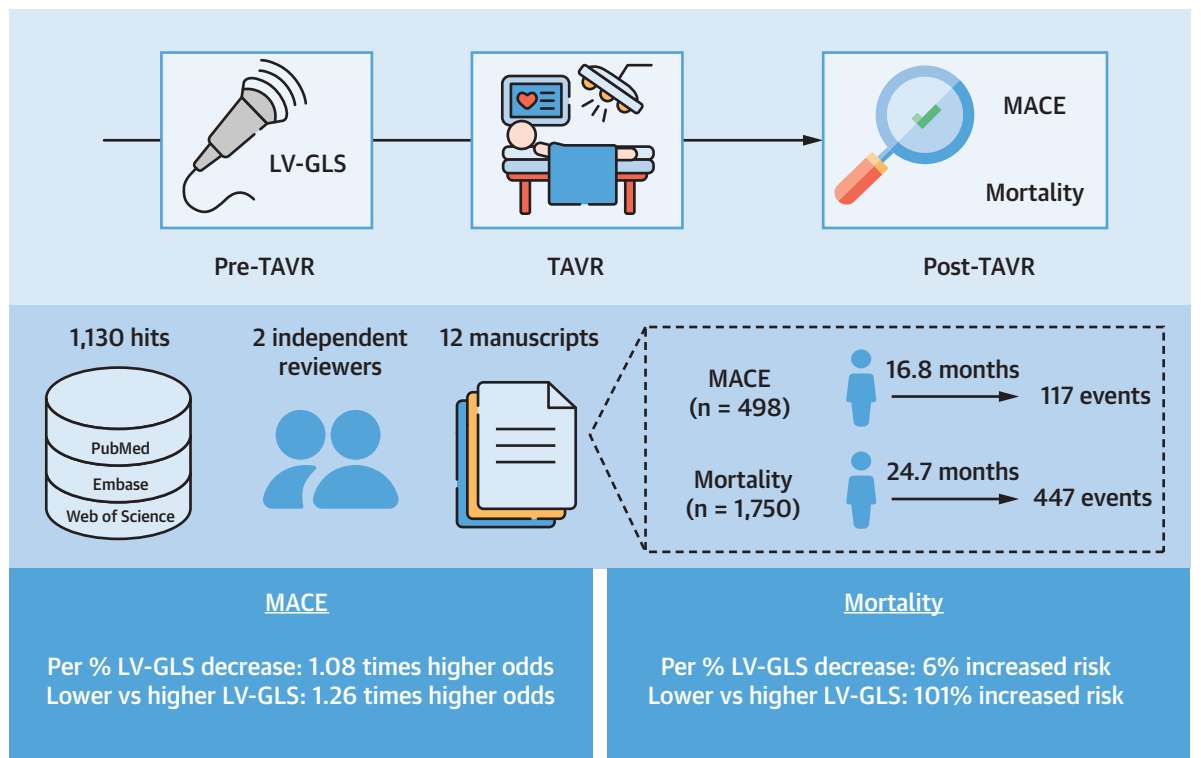 LV-GLS
MACE
Mortality
Pre-TAVR
TAVR
Post-TAVR
1,130 hits
PubMed
Embase
Web of Science
2 independent
reviewers
12 manuscripts
MACE
(n = 498)
16.8 months
117 events
Mortality
(n = 1,750)
24.7 months
447 events
MACE
Per % LV-GLS decrease: 1.08 times higher odds
Lower vs higher LV-GLS: 1.26 times higher odds
Mortality
Per % LV-GLS decrease: 6% increased risk
Lower vs higher LV-GLS: 101% increased risk